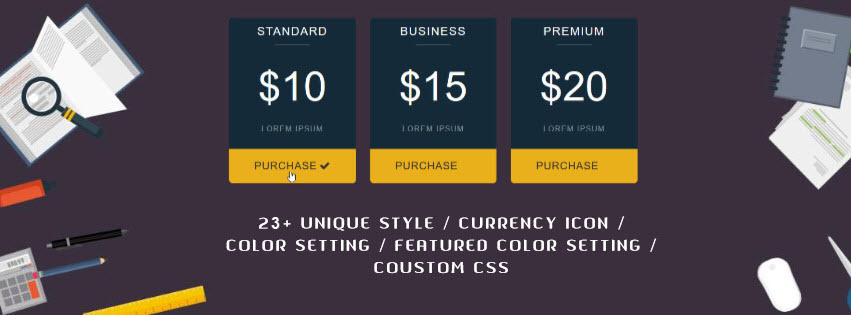 STANDARD
BUSINESS
PREMIUM
$10
$15
$20
LOREM IPSUM
LOREM IPSUM
LOREM IPSUM
PURCHASE
PURCHASE
PURCHASE
23+ UNIQUE STYLE / CURRENCY ICON /
COLOR SETTING / FEATURED COLOR SETTING /
COUSTOM CSS